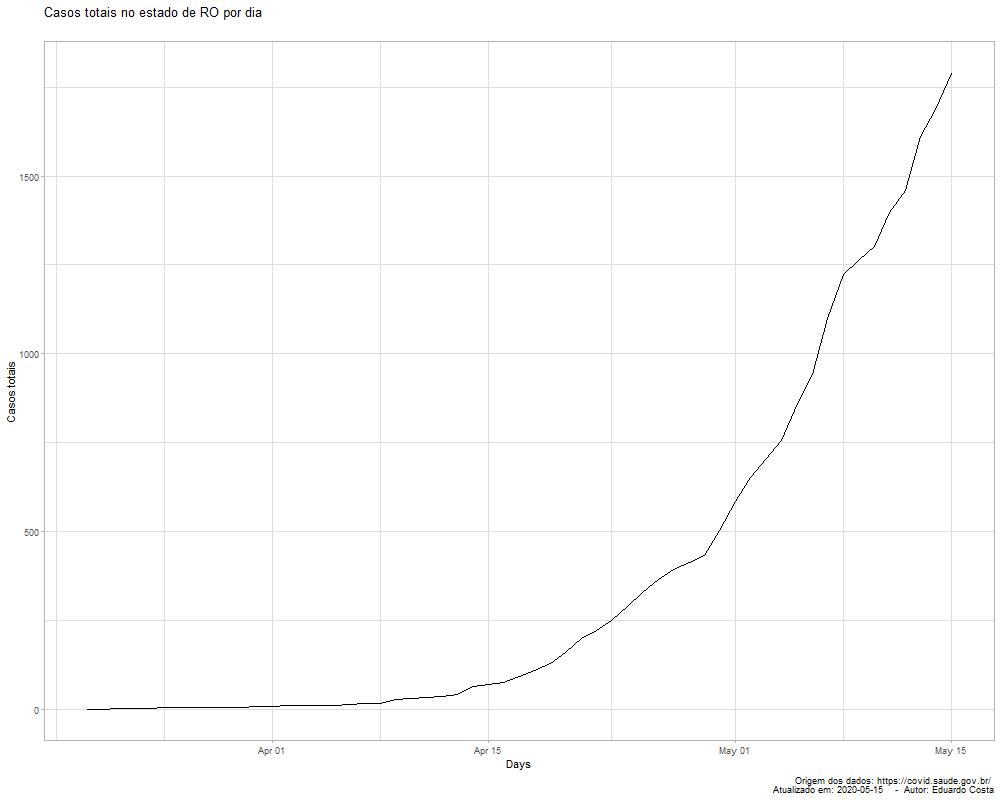 Casos totais no estado de RO por dia
1500
1000
500
0
Casos totais
Apr 01
Apr 15
May 01
May 15
Days
Origem dos dados: https://covid.saude.gov.br/
Atualizado em: 2020-05-15 - Autor: Eduardo Costa